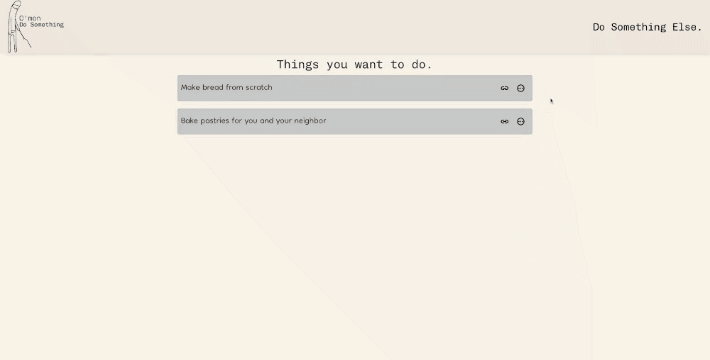 C'mon
Do Something
Do Something Else.
Things you want to do.
Make bread from scratch
Bake pastries for you and your neighbor